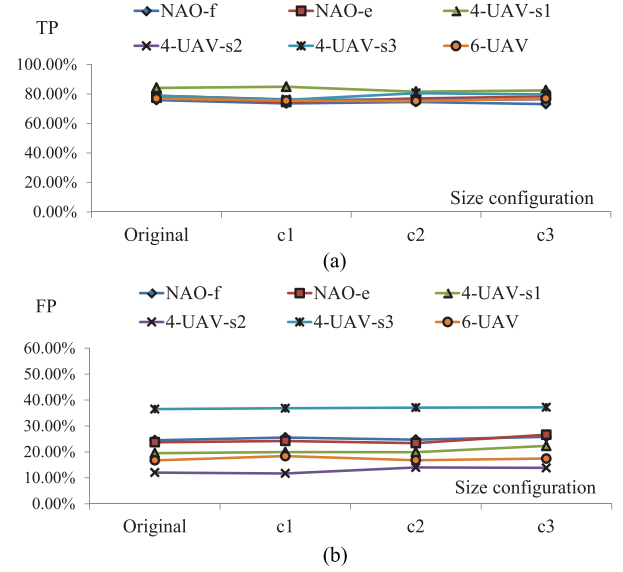 TP
NAO-f NAO-e 4-UAV-s1
4-UAV-s2 4-UAV-s3 6-UAV
100.00%
80.00%
60.00%
40.00%
20.00%
0.00%
Size configuration
Original c1 c2 c3
(a)
FP
NAO-f NAO-e 4-UAV-s1
4-UAV-s2 4-UAV-s3 6-UAV
60.00%
50.00%
40.00%
30.00%
20.00%
10.00%
0.00%
Size configuration
Original c1 c2 c3
(b)